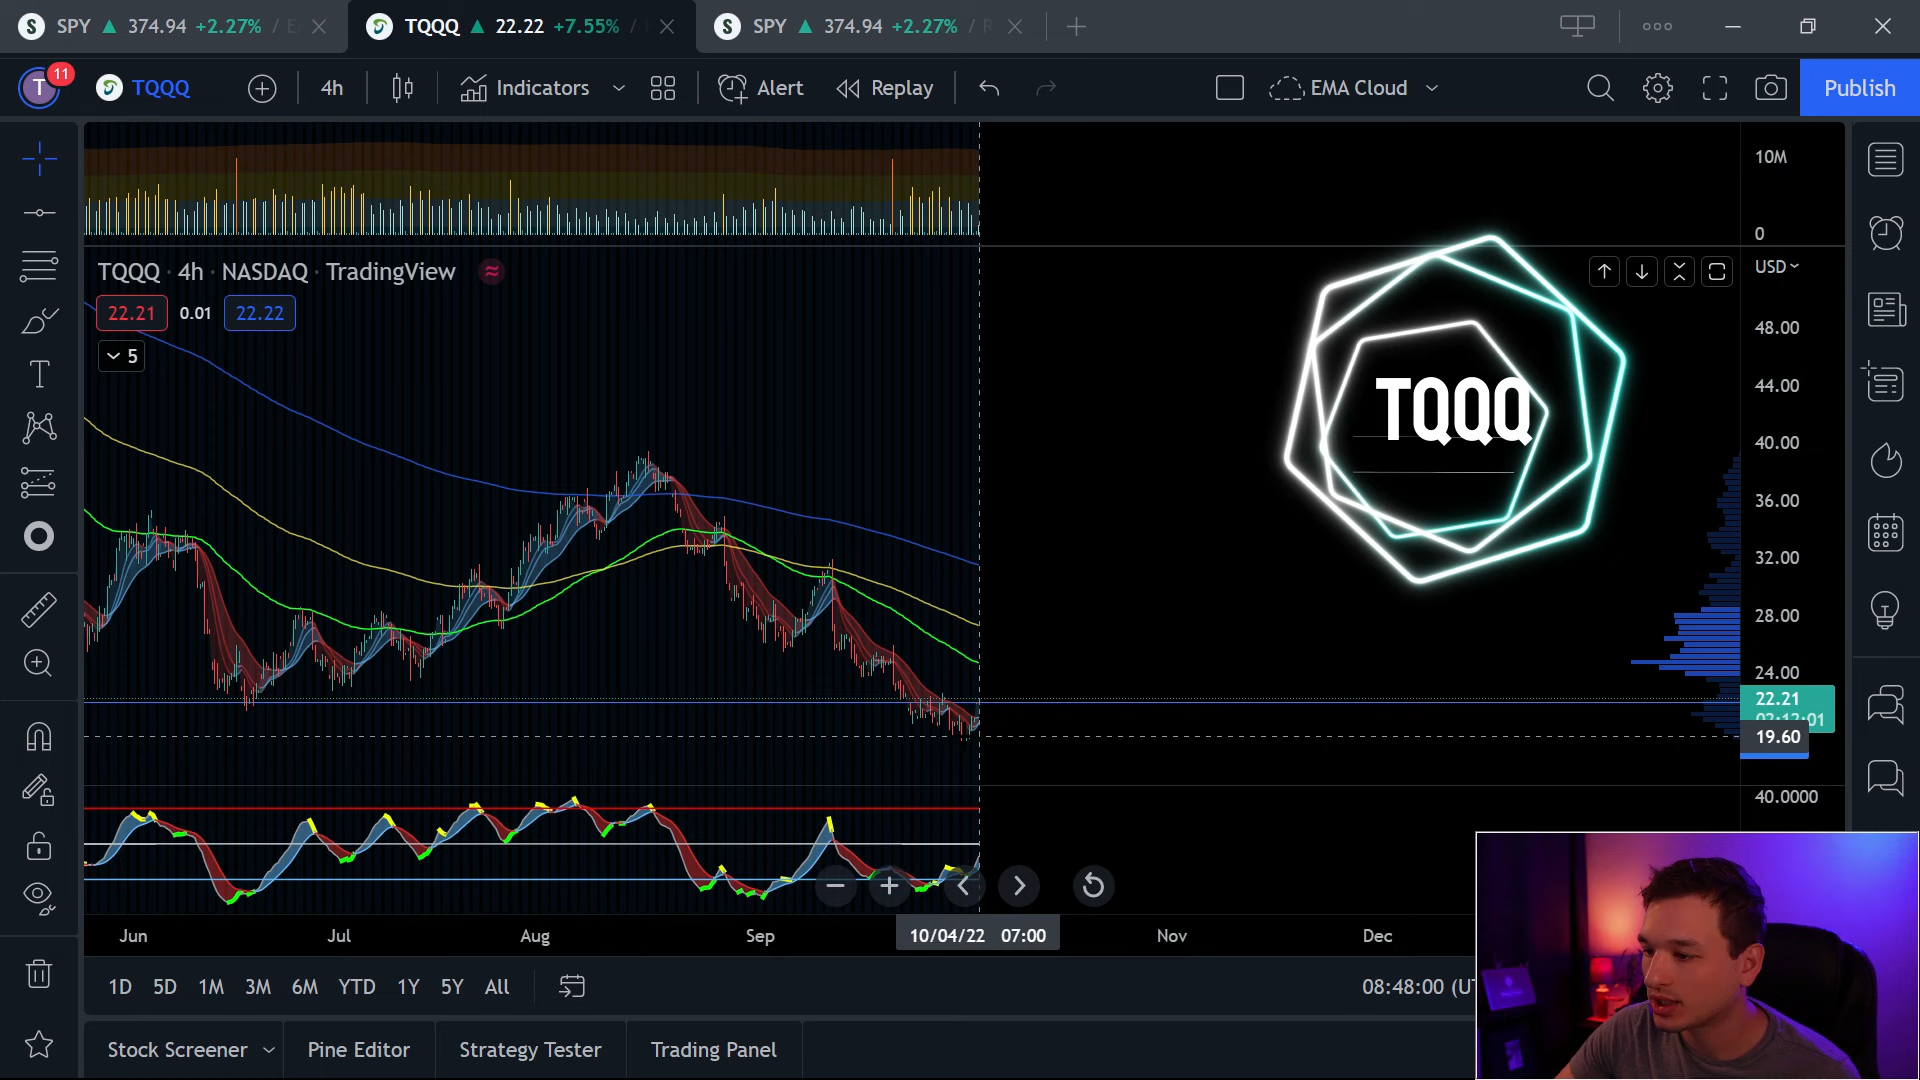 SPY 374.94 +2.27% /
TQQQ 22.22 +7.55% /
SPY 374.94 +2.27% /
T 11 TQQQ 4h Indicators Alert Replay EMA Cloud Publish
10M
0
TQQQ · 4h · NASDAQ · TradingView
USD
22.21 0.01 22.22
5
48.00
44.00
TQQQ
40.00
36.00
32.00
28.00
24.00
22.21
19.60
40.0000
Jun Jul Aug Sep 10/04/22 07:00 Nov Dec
1D 5D 1M 3M 6M YTD 1Y 5Y All 08:48:00 (UT
Stock Screener Pine Editor Strategy Tester Trading Panel